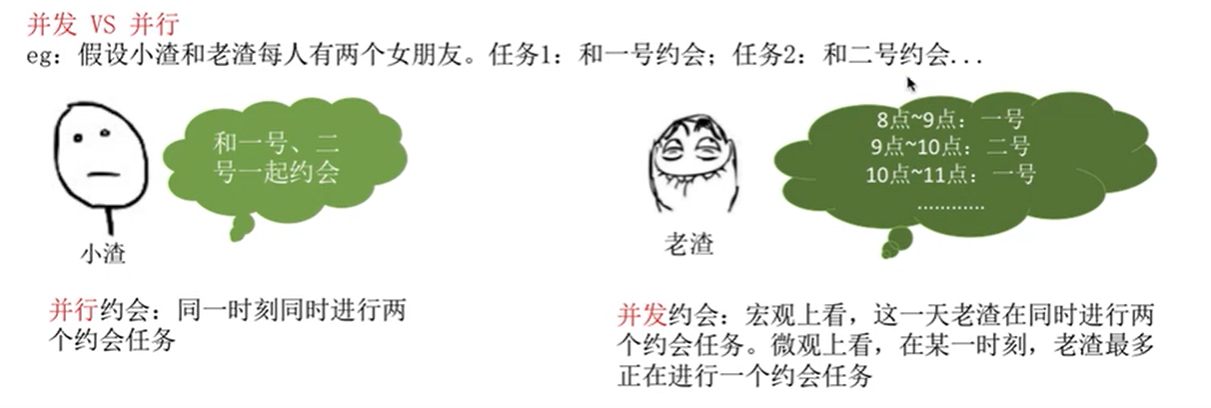 并发 VS 并行
eg：假设小渣和老渣每人有两个女朋友。任务1：和一号约会；任务2：和二号约会...
和一号、二
号一起约会
小渣
并行约会：同一时刻同时进行两
个约会任务
8点~9点：一号
9点~10点：二号
10点~11点：一号
…………
老渣
并发约会：宏观上看，这一天老渣在同时进行两
个约会任务。微观上看，在某一时刻，老渣最多
正在进行一个约会任务